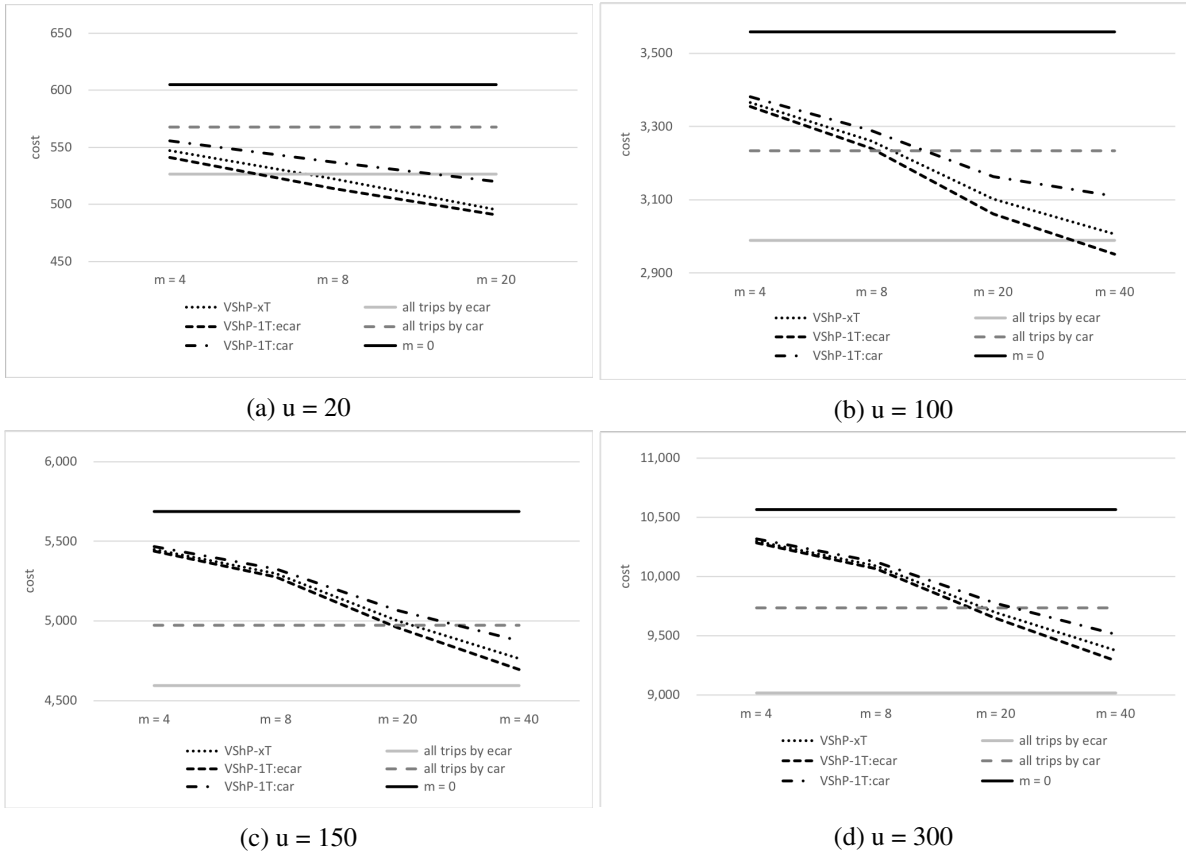 650
600
550
500
450
cost
m = 4 m = 8 m = 20
VShP-xT all trips by ecar
VShP-1T:ecar all trips by car
VShP-1T:car m = 0
(a) u = 20
3,500
3,300
3,100
2,900
cost
m = 4 m = 8 m = 20 m = 40
VShP-xT all trips by ecar
VShP-1T:ecar all trips by car
VShP-1T:car m = 0
(b) u = 100
6,000
5,500
5,000
4,500
cost
m = 4 m = 8 m = 20 m = 40
VShP-xT all trips by ecar
VShP-1T:ecar all trips by car
VShP-1T:car m = 0
(c) u = 150
11,000
10,500
10,000
9,500
9,000
cost
m = 4 m = 8 m = 20 m = 40
VShP-xT all trips by ecar
VShP-1T:ecar all trips by car
VShP-1T:car m = 0
(d) u = 300